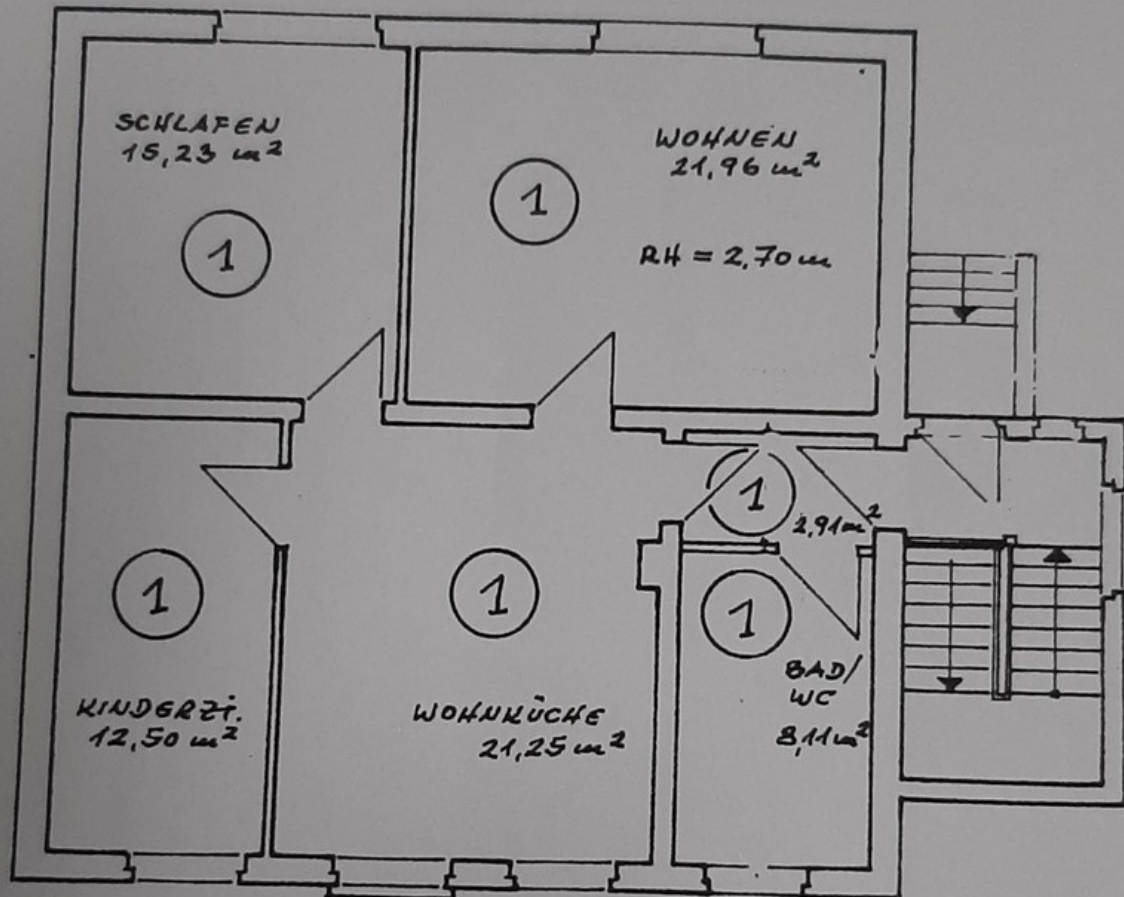 SCHLAFEN
15,23 m²
1
WOHNEN
21,96 m²
RH = 2,70 m
1
1
2,91 m²
KINDERZI.
12,50 m²
1
WOHNKÜCHE
21,25 m²
1
BAD/
WC
8,11 m²
1